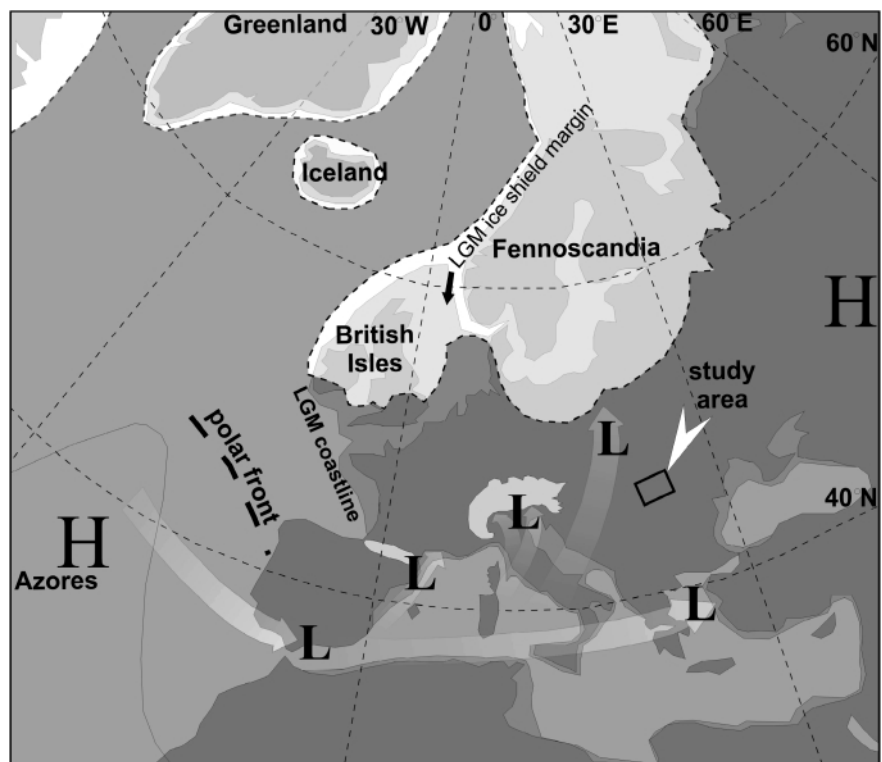 Greenland
30°W
0°
30°E
60°E
60°N
Iceland
LGM ice shield margin
Fennoscandia
H
British
Isles
study
area
polar front
LGM coastline
L
L
40°N
H
Azores
L
L
L